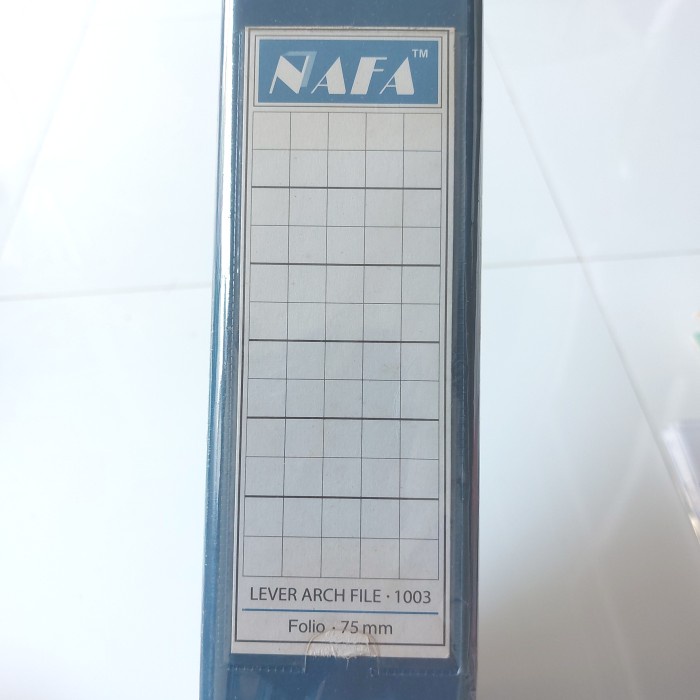 NAFA™
LEVER ARCH FILE · 1003
Folio · 75 mm